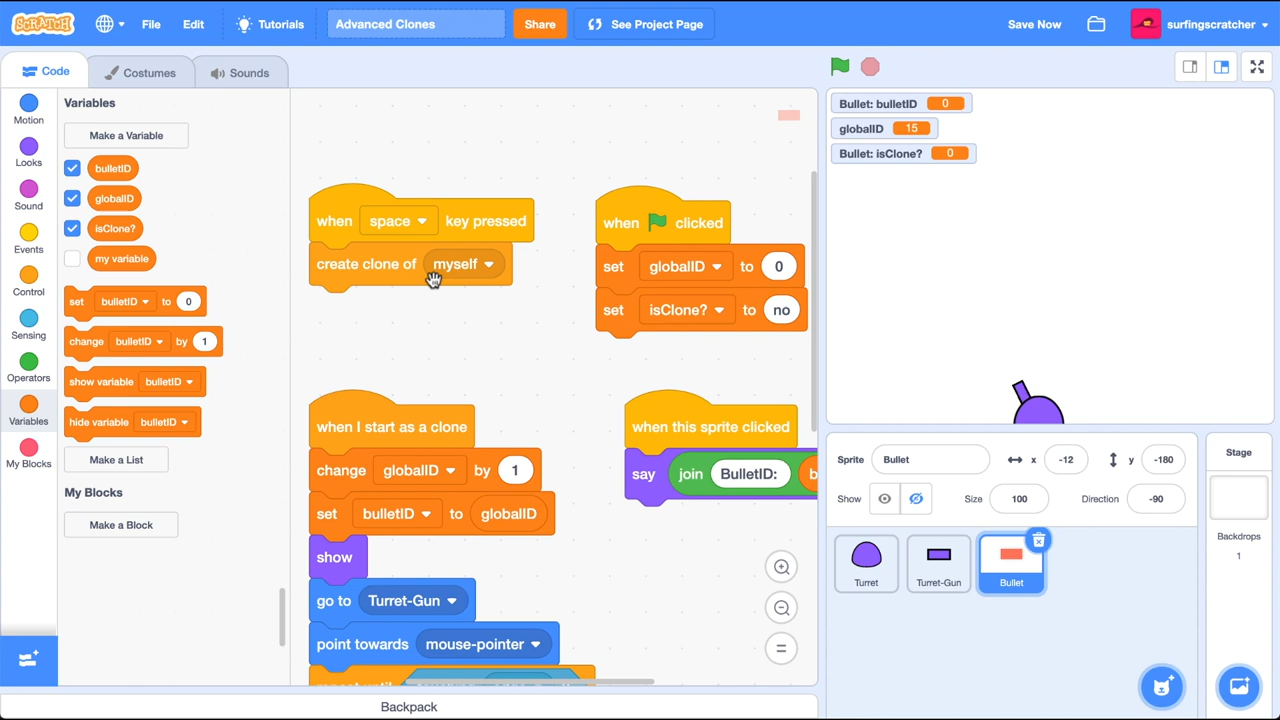 SCRATCH File Edit Tutorials Advanced Clones Share See Project Page Save Now surfingscratcher
Code Costumes Sounds
Motion
Looks
Sound
Events
Control
Sensing
Operators
Variables
My Blocks
Variables
Make a Variable
bulletID
globalID
isClone?
my variable
set bulletID to 0
change bulletID by 1
show variable bulletID
hide variable bulletID
Make a List
My Blocks
Make a Block
when space key pressed
create clone of myself
when clicked
set globalID to 0
set isClone? to no
when I start as a clone
change globalID by 1
set bulletID to globalID
show
go to Turret-Gun
point towards mouse-pointer
when this sprite clicked
say join BulletID: b
Backpack
Bullet: bulletID 0
globalID 15
Bullet: isClone? 0
Sprite Bullet x -12 y -180
Show Size 100 Direction -90
Turret
Turret-Gun
Bullet
Stage
Backdrops
1